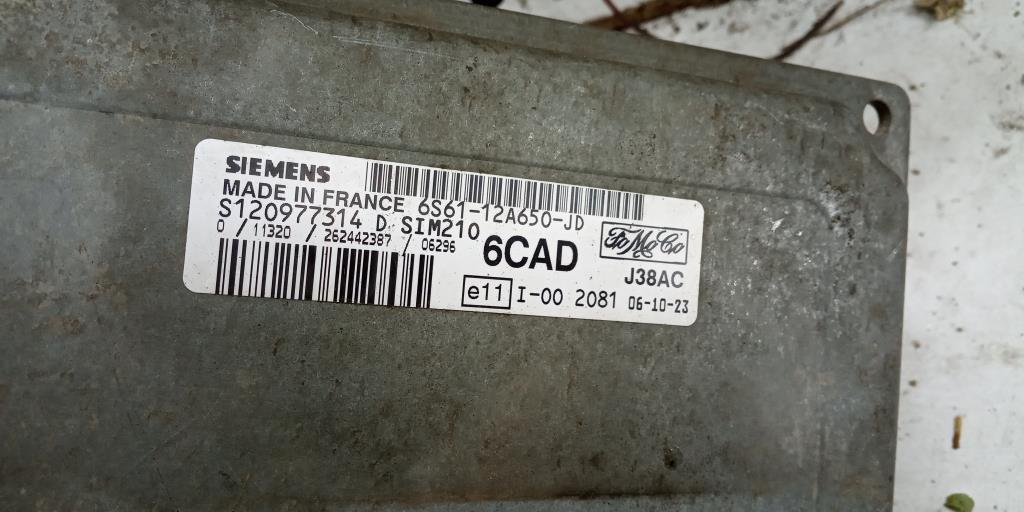 SIEMENS
MADE IN FRANCE 6S61-12A650-JD
S120977314 D SIM210
0 / 11320 / 262442387 / 06296
6CAD
FoMoCo
J38AC
e11 I-00 2081 06-10-23